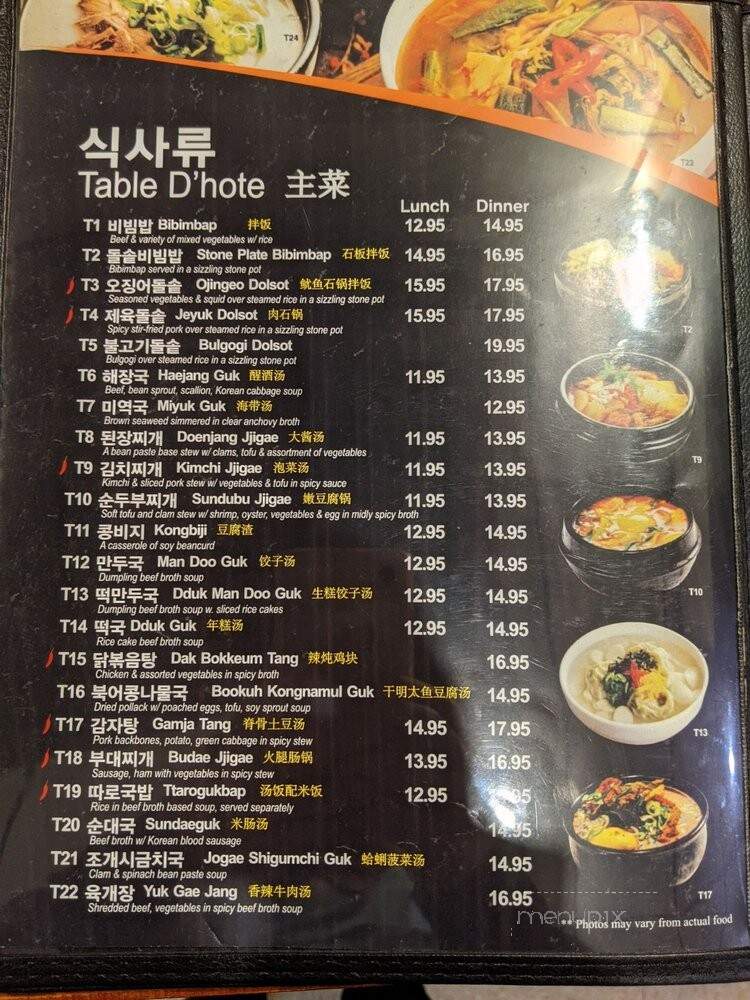 T24
T23
식사류
Table D'hote 主菜
Lunch Dinner
T1 비빔밥 Bibimbap 拌饭 12.95 14.95
Beef & variety of mixed vegetables w/ rice
T2 돌솥비빔밥 Stone Plate Bibimbap 石板拌饭 14.95 16.95
Bibimbap served in a sizzling stone pot
T3 오징어돌솥 Ojingeo Dolsot 鱿鱼石锅拌饭 15.95 17.95
Seasoned vegetables & squid over steamed rice in a sizzling stone pot
T4 제육돌솥 Jeyuk Dolsot 肉石锅 15.95 17.95
Spicy stir-fried pork over steamed rice in a sizzling stone pot
T2
T5 불고기돌솥 Bulgogi Dolsot 19.95
Bulgogi over steamed rice in a sizzling stone pot
T6 해장국 Haejang Guk 醒酒汤 11.95 13.95
Beef, bean sprout, scallion, Korean cabbage soup
T7 미역국 Miyuk Guk 海带汤 12.95
Brown seaweed simmered in clear anchovy broth
T8 된장찌개 Doenjang Jjigae 大酱汤 11.95 13.95
A bean paste base stew w/ clams, tofu & assortment of vegetables
T9
T9 김치찌개 Kimchi Jjigae 泡菜汤 11.95 13.95
Kimchi & sliced pork stew w/ vegetables & tofu in spicy sauce
T10 순두부찌개 Sundubu Jjigae 嫩豆腐锅 11.95 13.95
Soft tofu and clam stew w/ shrimp, oyster, vegetables & egg in midly spicy broth
T11 콩비지 Kongbiji 豆腐渣 12.95 14.95
A casserole of soy beancurd
T12 만두국 Man Doo Guk 饺子汤 12.95 14.95
Dumpling beef broth soup
T10
T13 떡만두국 Dduk Man Doo Guk 生糕饺子汤 12.95 14.95
Dumpling beef broth soup w. sliced rice cakes
T14 떡국 Dduk Guk 年糕汤 12.95 14.95
Rice cake beef broth soup
T15 닭볶음탕 Dak Bokkeum Tang 辣炖鸡块 16.95
Chicken & assorted vegetables in spicy broth
T16 북어콩나물국 Bookuh Kongnamul Guk 干明太鱼豆腐汤 14.95
Dried pollack w/ poached eggs, tofu, soy sprout soup
T17 감자탕 Gamja Tang 脊骨土豆汤 14.95 17.95
Pork backbones, potato, green cabbage in spicy stew
T13
T18 부대찌개 Budae Jjigae 火腿肠锅 13.95 16.95
Sausage, ham with vegetables in spicy stew
T19 따로국밥 Ttarogukbap 汤饭配米饭 12.95
Rice in beef broth based soup, served separately
T20 순대국 Sundaeguk 米肠汤 14.95
Beef broth w/ Korean blood sausage
T21 조개시금치국 Jogae Shigumchi Guk 蛤蜊菠菜汤 14.95
Clam & spinach bean paste soup
T17
T22 육개장 Yuk Gae Jang 香辣牛肉汤 16.95
Shredded beef, vegetables in spicy beef broth soup
menupix
** Photos may vary from actual food